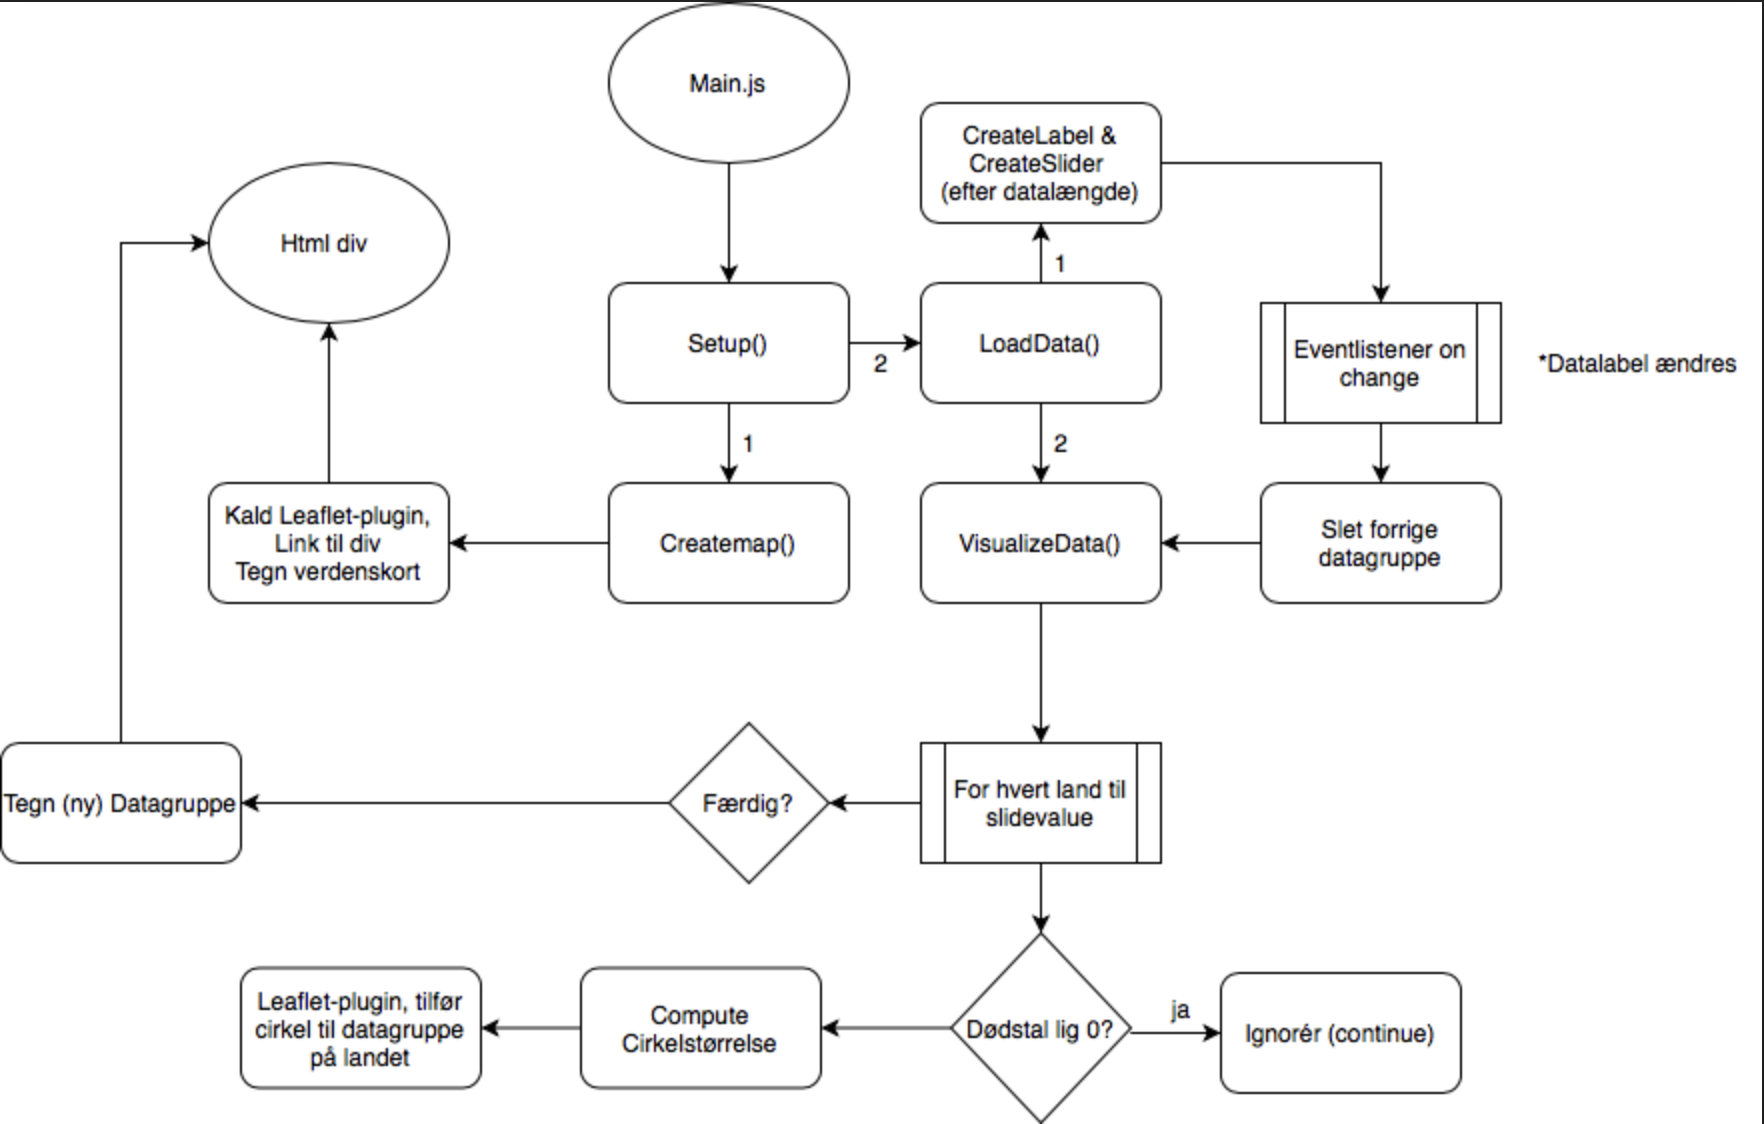 Main.js
CreateLabel &
CreateSlider
(efter datalængde)
Html div
1
Setup()
2
LoadData()
Eventlistener on
change
*Datalabel ændres
1
2
Kald Leaflet-plugin,
Link til div
Tegn verdenskort
Createmap()
VisualizeData()
Slet forrige
datagruppe
Tegn (ny) Datagruppe
Færdig?
For hvert land til
slidevalue
Leaflet-plugin, tilfør
cirkel til datagruppe
på landet
Compute
Cirkelstørrelse
Dødstal lig 0?
ja
Ignorér (continue)